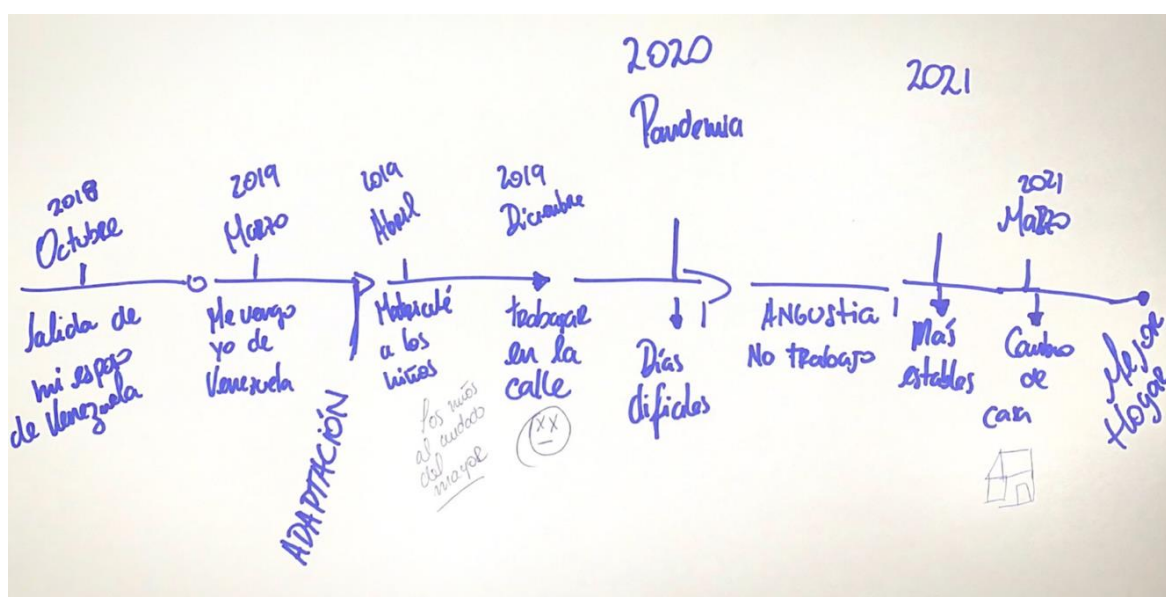 2018
Octubre
Salida de
mi esposo
de Venezuela
2019
Marzo
Me vengo
yo de
Venezuela
ADAPTACIÓN
2019
Abril
Matriculé
a los
niños
Los niños
al cuidado
del
mayor
2019
Diciembre
trabajar
en la
calle
XX
2020
Pandemia
Días
difíciles
ANGUStia
No trabajo
2021
Más
estables
2021
Marzo
Cambio
de
casa
Mejor
Hogar